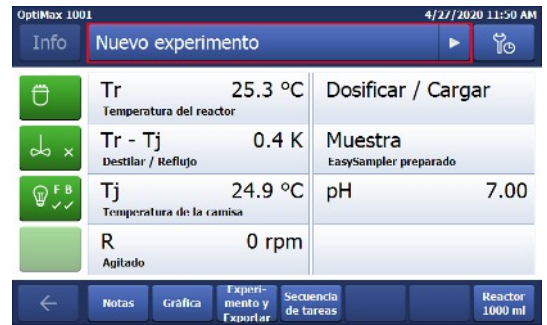 OptiMax 1001 4/27/2020 11:50 AM
Info Nuevo experimento
Tr 25.3 °C Dosificar / Cargar
Temperatura del reactor
Tr - Tj 0.4 K Muestra
Destilar / Reflujo EasySampler preparado
F B
Tj 24.9 °C pH 7.00
Temperatura de la camisa
R 0 rpm
Agitado
Notas Gráfica Experi-
mento y
Exportar Secuencia
de tareas Reactor
1000 ml